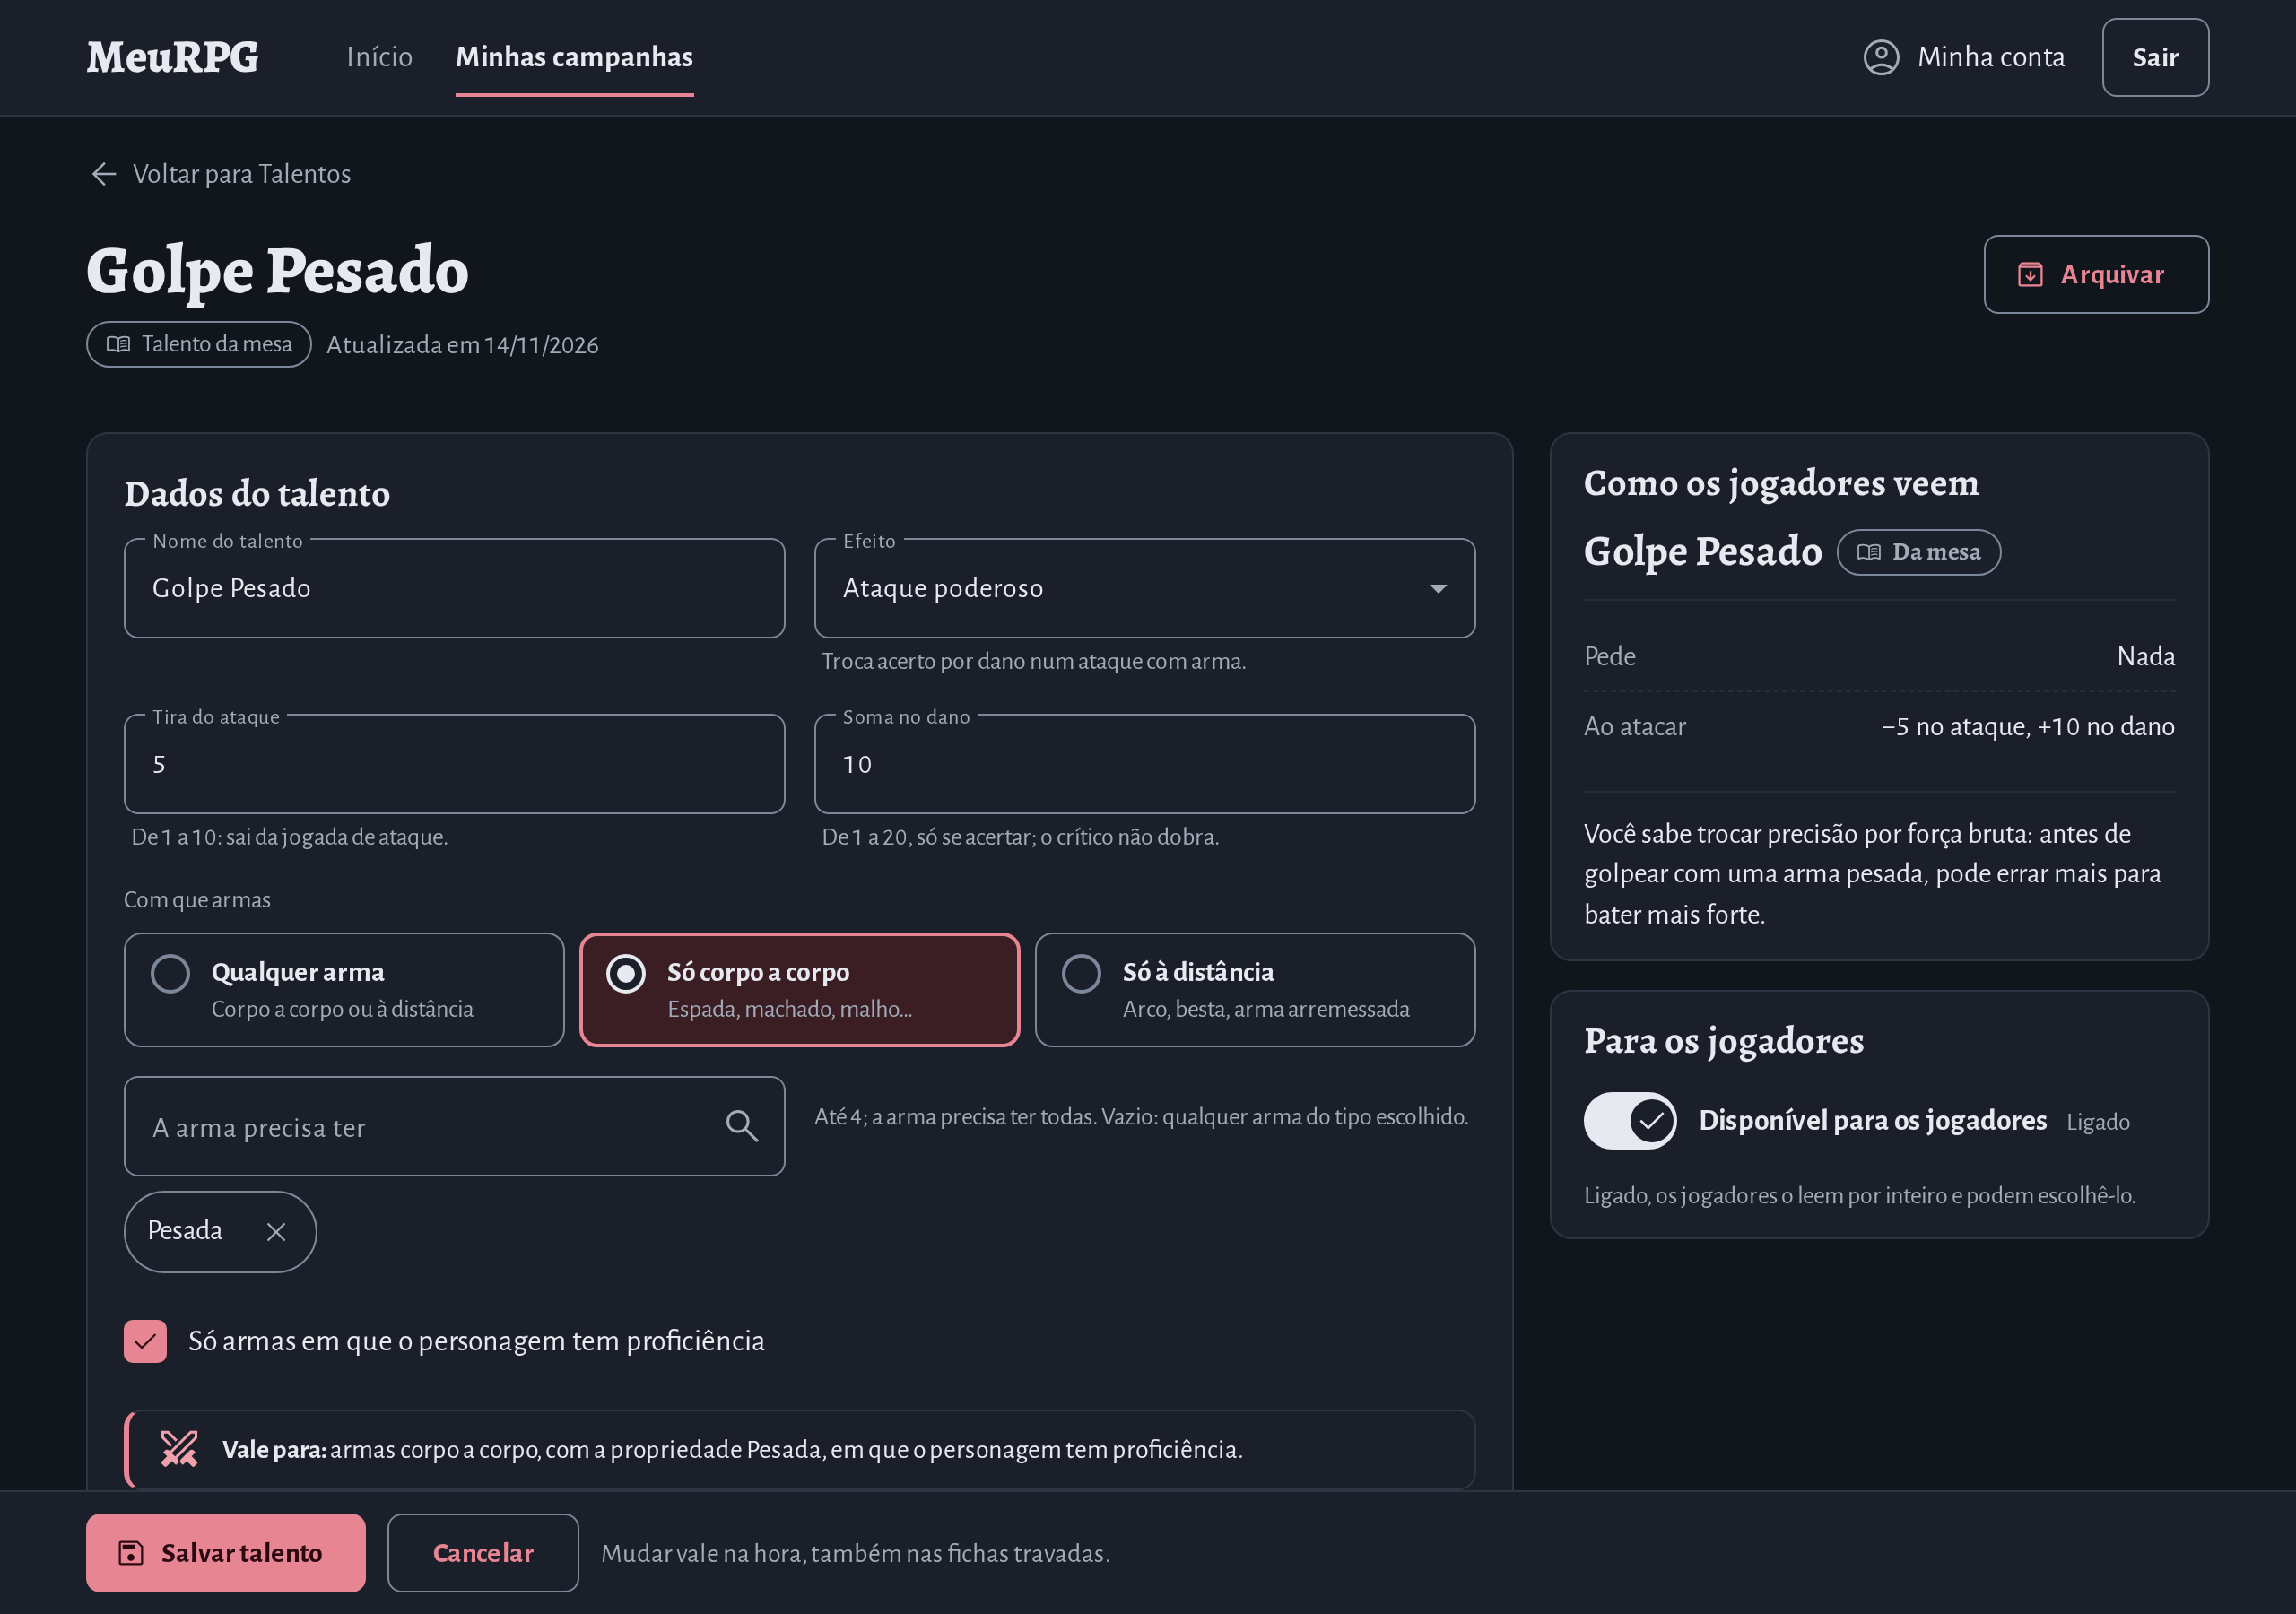 MeuRPG
Início
Minhas campanhas
Minha conta
Sair
Voltar para Talentos
Golpe Pesado
Arquivar
Talento da mesa
Atualizada em 14/11/2026
Dados do talento
Nome do talento
Golpe Pesado
Efeito
Ataque poderoso
Troca acerto por dano num ataque com arma.
Tira do ataque
5
De 1 a 10: sai da jogada de ataque.
Soma no dano
10
De 1 a 20, só se acertar; o crítico não dobra.
Com que armas
Qualquer arma
Corpo a corpo ou à distância
Só corpo a corpo
Espada, machado, malho...
Só à distância
Arco, besta, arma arremessada
A arma precisa ter
Até 4; a arma precisa ter todas. Vazio: qualquer arma do tipo escolhido.
Pesada
Só armas em que o personagem tem proficiência
Vale para: armas corpo a corpo, com a propriedade Pesada, em que o personagem tem proficiência.
Como os jogadores veem
Golpe Pesado
Da mesa
Pede
Nada
Ao atacar
−5 no ataque, +10 no dano
Você sabe trocar precisão por força bruta: antes de
golpear com uma arma pesada, pode errar mais para
bater mais forte.
Para os jogadores
Disponível para os jogadores
Ligado
Ligado, os jogadores o leem por inteiro e podem escolhê-lo.
Salvar talento
Cancelar
Mudar vale na hora, também nas fichas travadas.